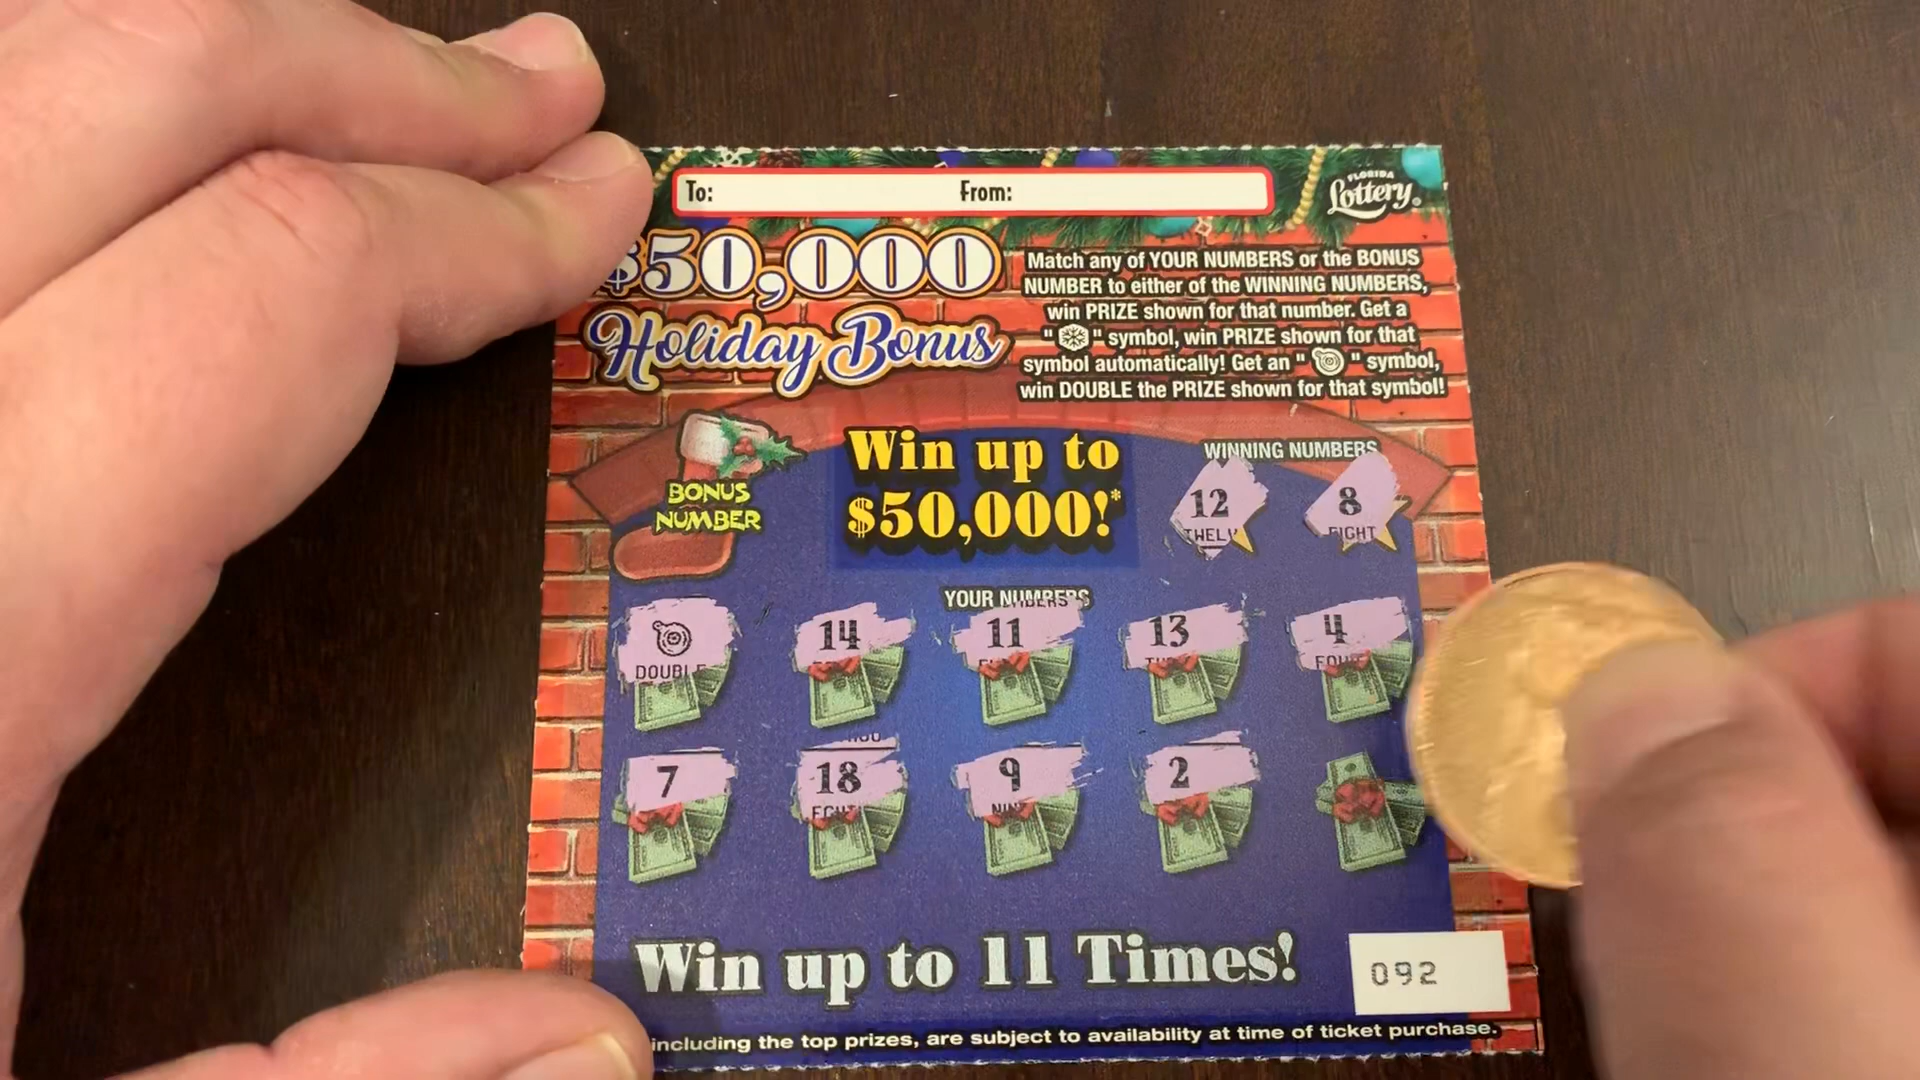 To: From:
FLORIDA
Lottery®
$50,000
Holiday Bonus
Match any of YOUR NUMBERS or the BONUS
NUMBER to either of the WINNING NUMBERS,
win PRIZE shown for that number. Get a
" " symbol, win PRIZE shown for that
symbol automatically! Get an " " symbol,
win DOUBLE the PRIZE shown for that symbol!
BONUS
NUMBER
Win up to
$50,000!*
WINNING NUMBERS
12 8
TWELV EIGHT
YOUR NUMBERS
14 11 13 4
DOUBLE FOU
7 18 9 2
NIN
Win up to 11 Times!
092
including the top prizes, are subject to availability at time of ticket purchase.